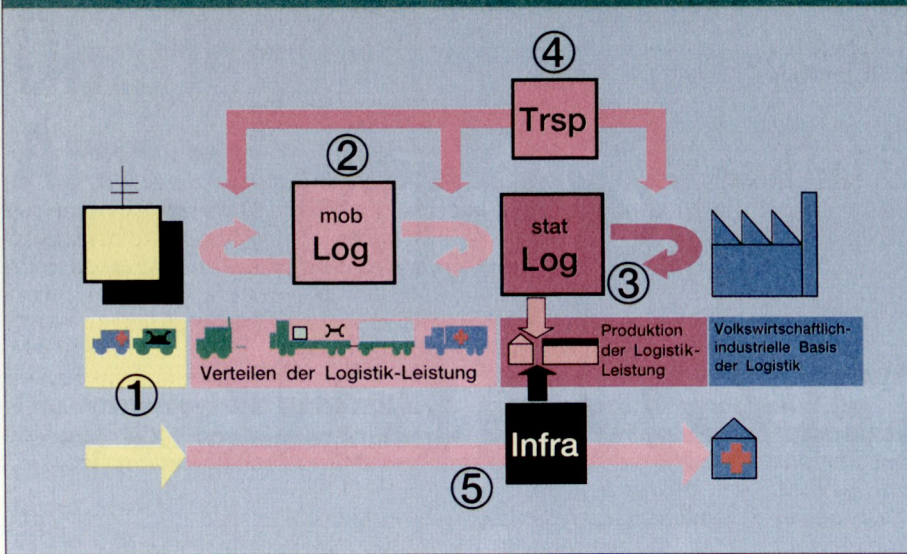 ④
Trsp
②
mob
Log
stat
Log
③
Produktion
der Logistik-
Leistung
Volkswirtschaftlich-
industrielle Basis
der Logistik
Verteilen der Logistik-Leistung
①
Infra
⑤